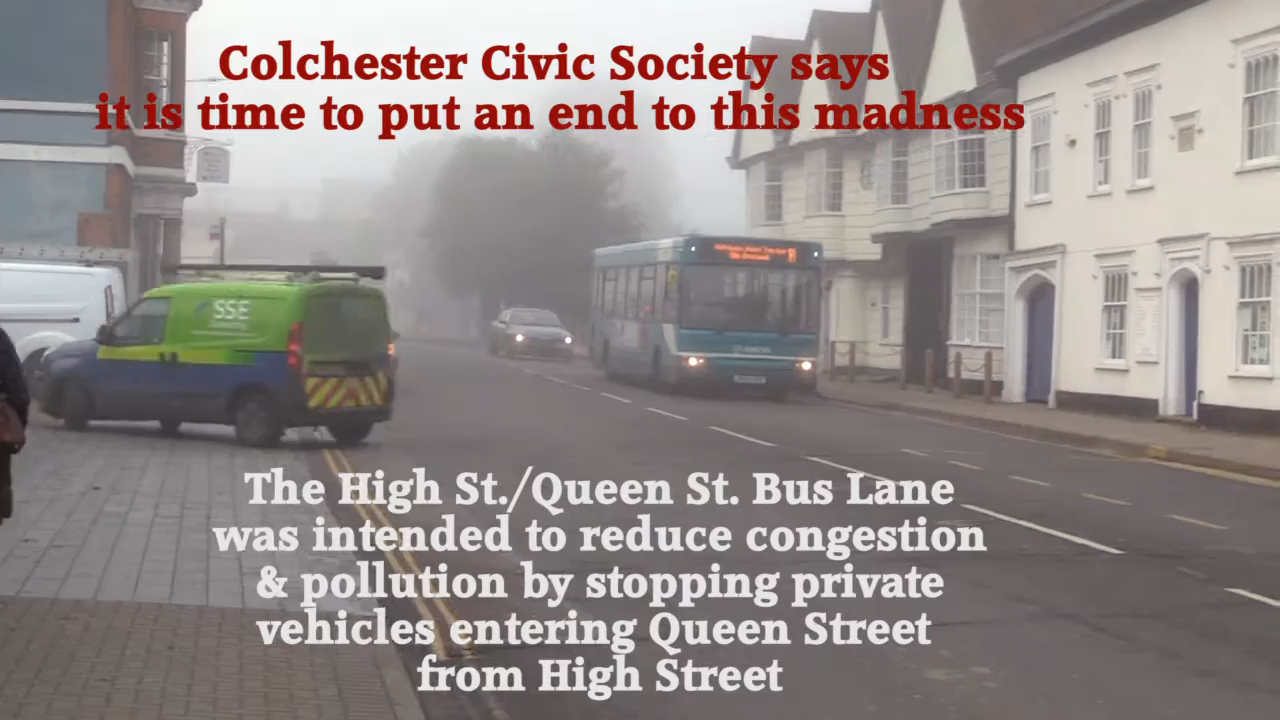 Colchester Civic Society says
it is time to put an end to this madness
SSE
The High St./Queen St. Bus Lane
was intended to reduce congestion
& pollution by stopping private
vehicles entering Queen Street
from High Street